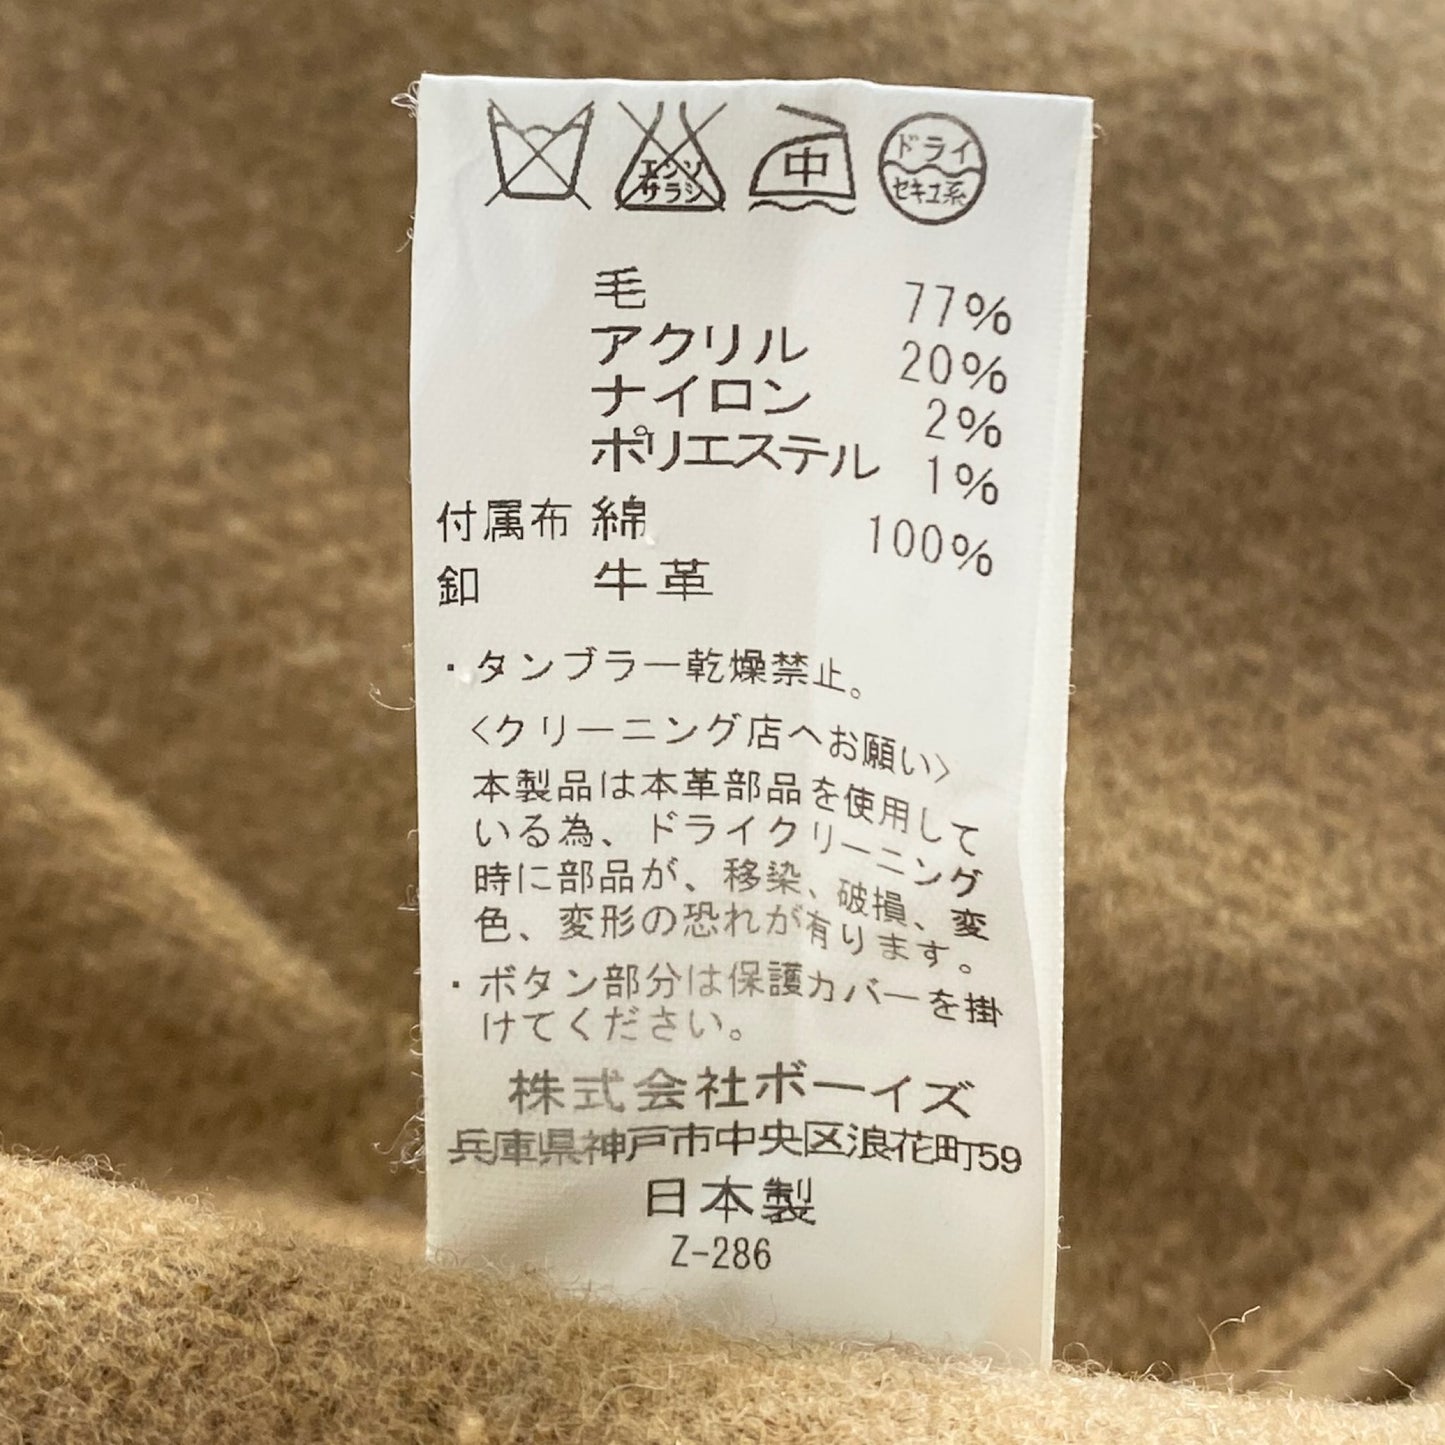 エンソ
サラシ
中
ドライ
セキユ系
毛 77%
アクリル 20%
ナイロン 2%
ポリエステル 1%
付属布 綿 100%
釦 牛革
・タンブラー乾燥禁止。
<クリーニング店へお願い>
本製品は本革部品を使用して
いる為、ドライクリーニング
時に部品が、移染、破損、変
色、変形の恐れが有ります。
・ボタン部分は保護カバーを掛
けてください。
株式会社ボーイズ
兵庫県神戸市中央区浪花町59
日本製
Z-286